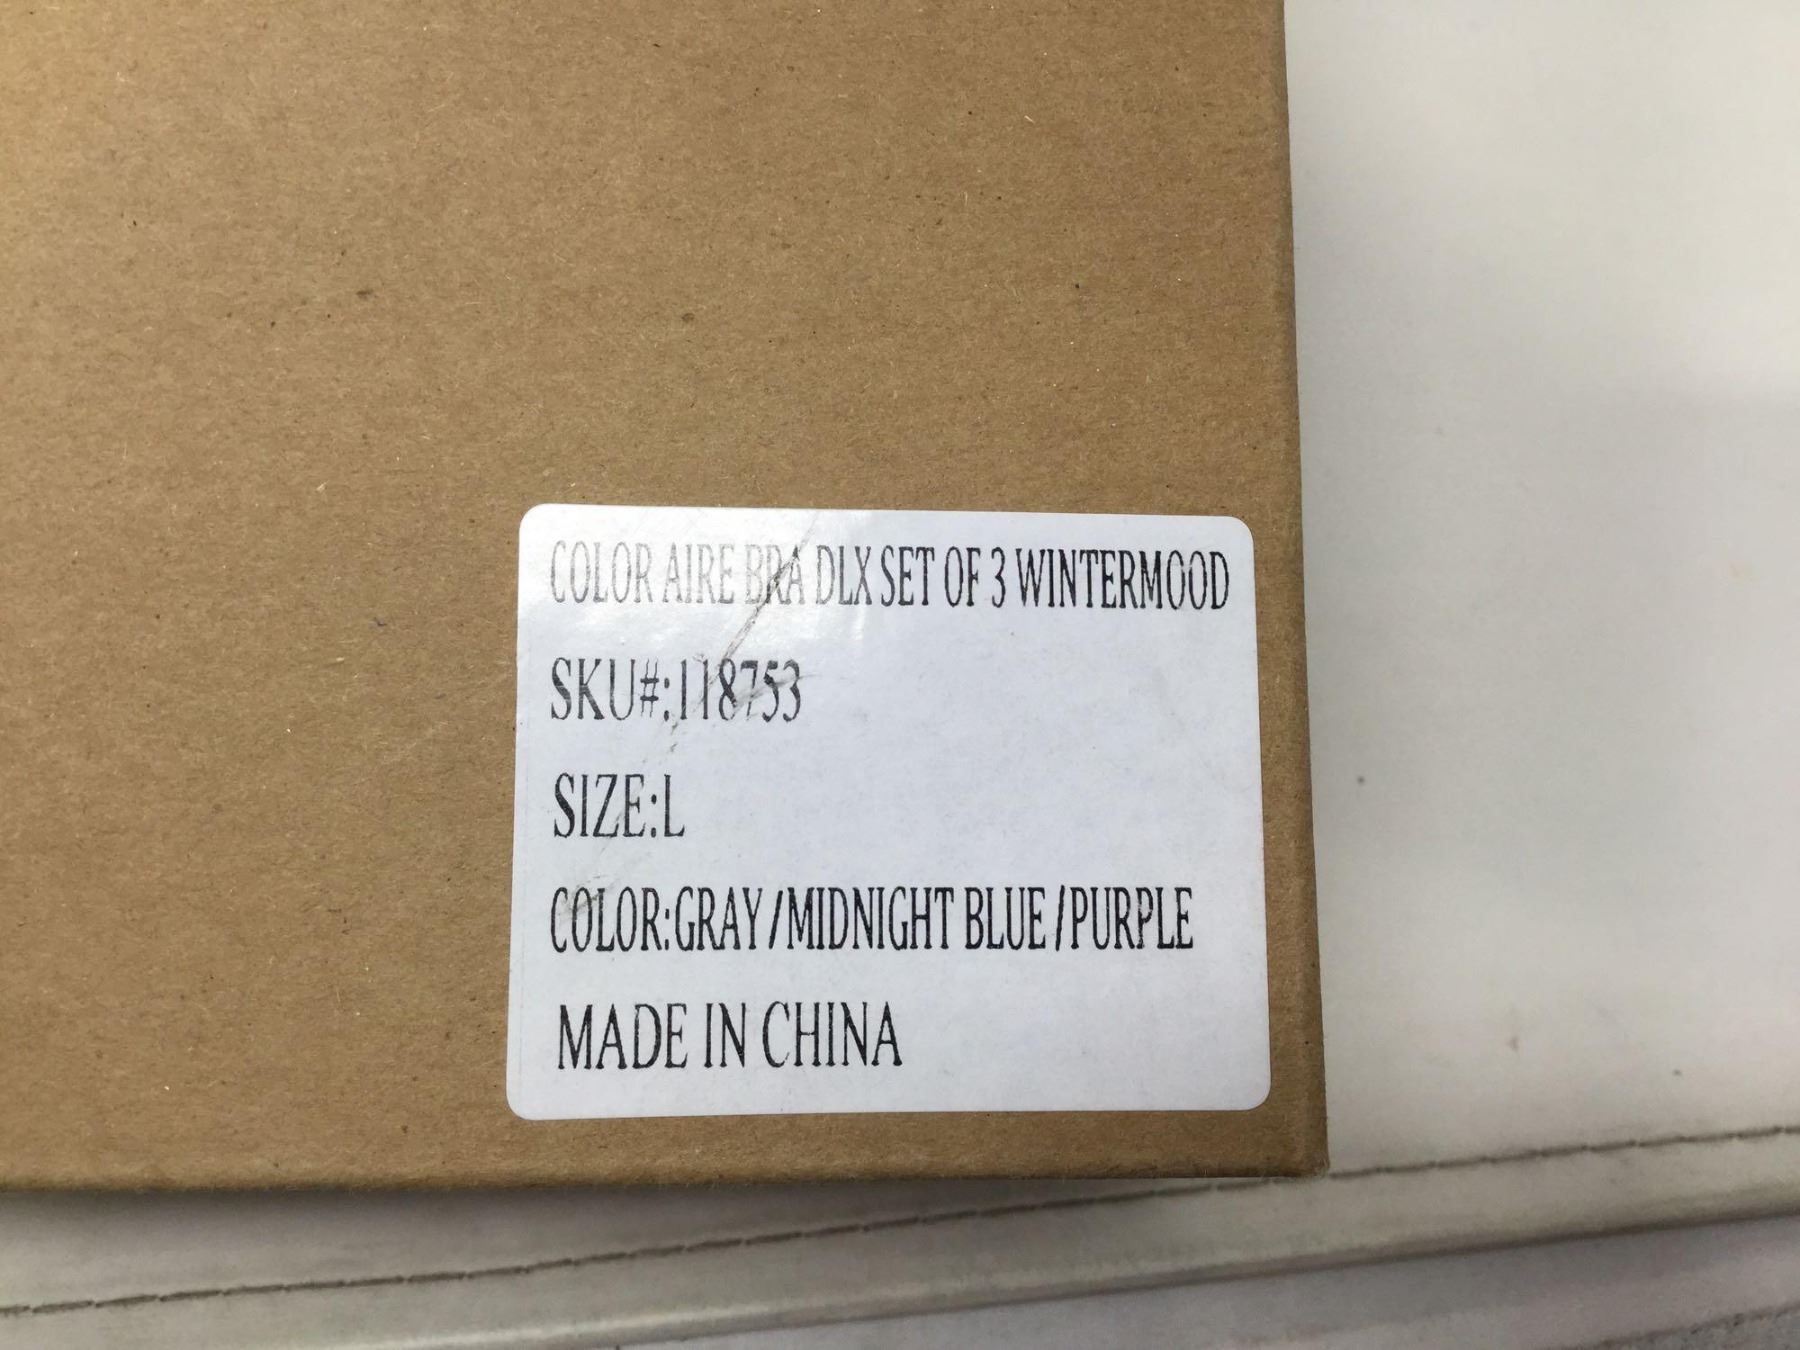 COLOR AIRE BRA DLX SET OF 3 WINTERMOOD
SKU#:118753
SIZE:L
COLOR:GRAY/MIDNIGHT BLUE/PURPLE
MADE IN CHINA